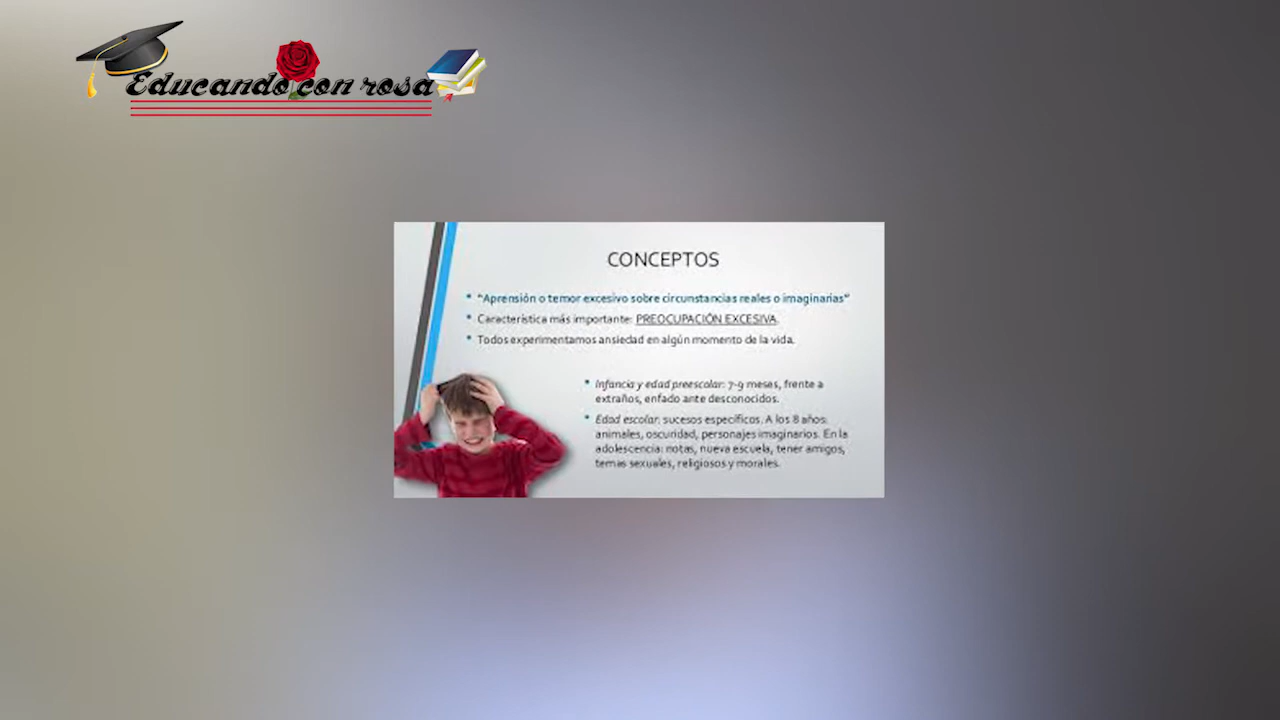 Educando con rosa
CONCEPTOS
• "Aprensión o temor excesivo sobre circunstancias reales o imaginarias"
• Característica más importante: PREOCUPACIÓN EXCESIVA.
• Todos experimentamos ansiedad en algún momento de la vida.
• Infancia y edad preescolar: 7-9 meses, frente a
extraños, enfado ante desconocidos.
• Edad escolar: sucesos específicos. A los 8 años:
animales, oscuridad, personajes imaginarios. En la
adolescencia: notas, nueva escuela, tener amigos,
temas sexuales, religiosos y morales.